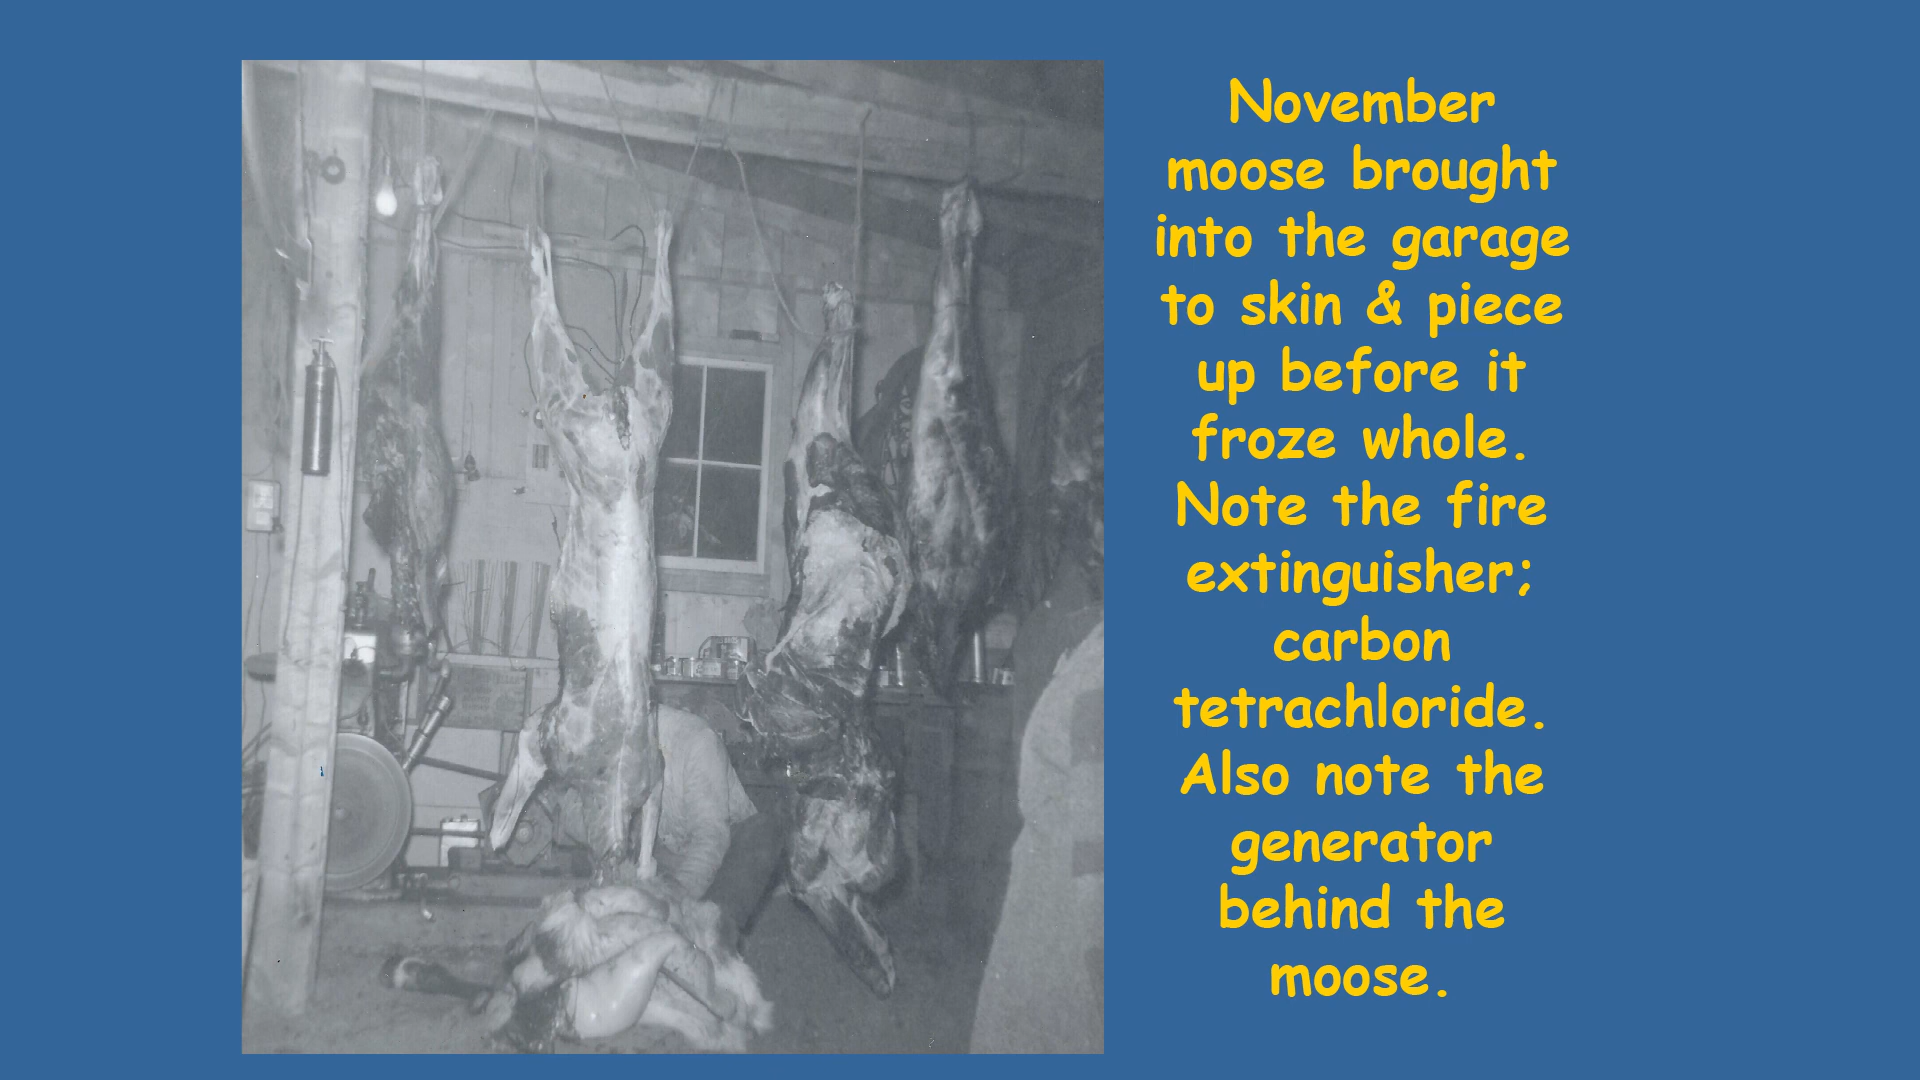 November
moose brought
into the garage
to skin & piece
up before it
froze whole.
Note the fire
extinguisher;
carbon
tetrachloride.
Also note the
generator
behind the
moose.